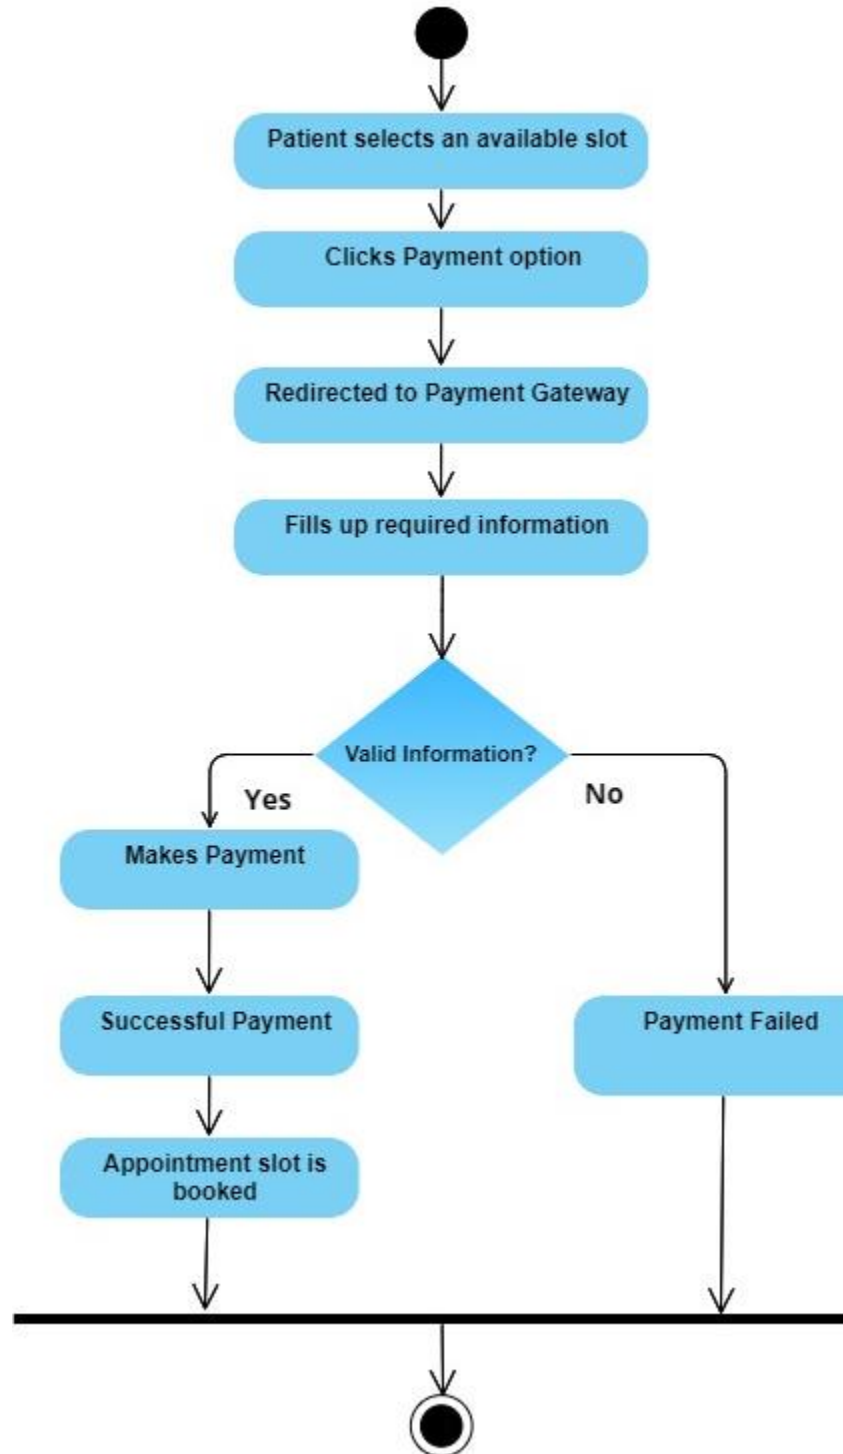 Patient selects an available slot
Clicks Payment option
Redirected to Payment Gateway
Fills up required information
Valid Information?
Yes
No
Makes Payment
Successful Payment
Payment Failed
Appointment slot is
booked